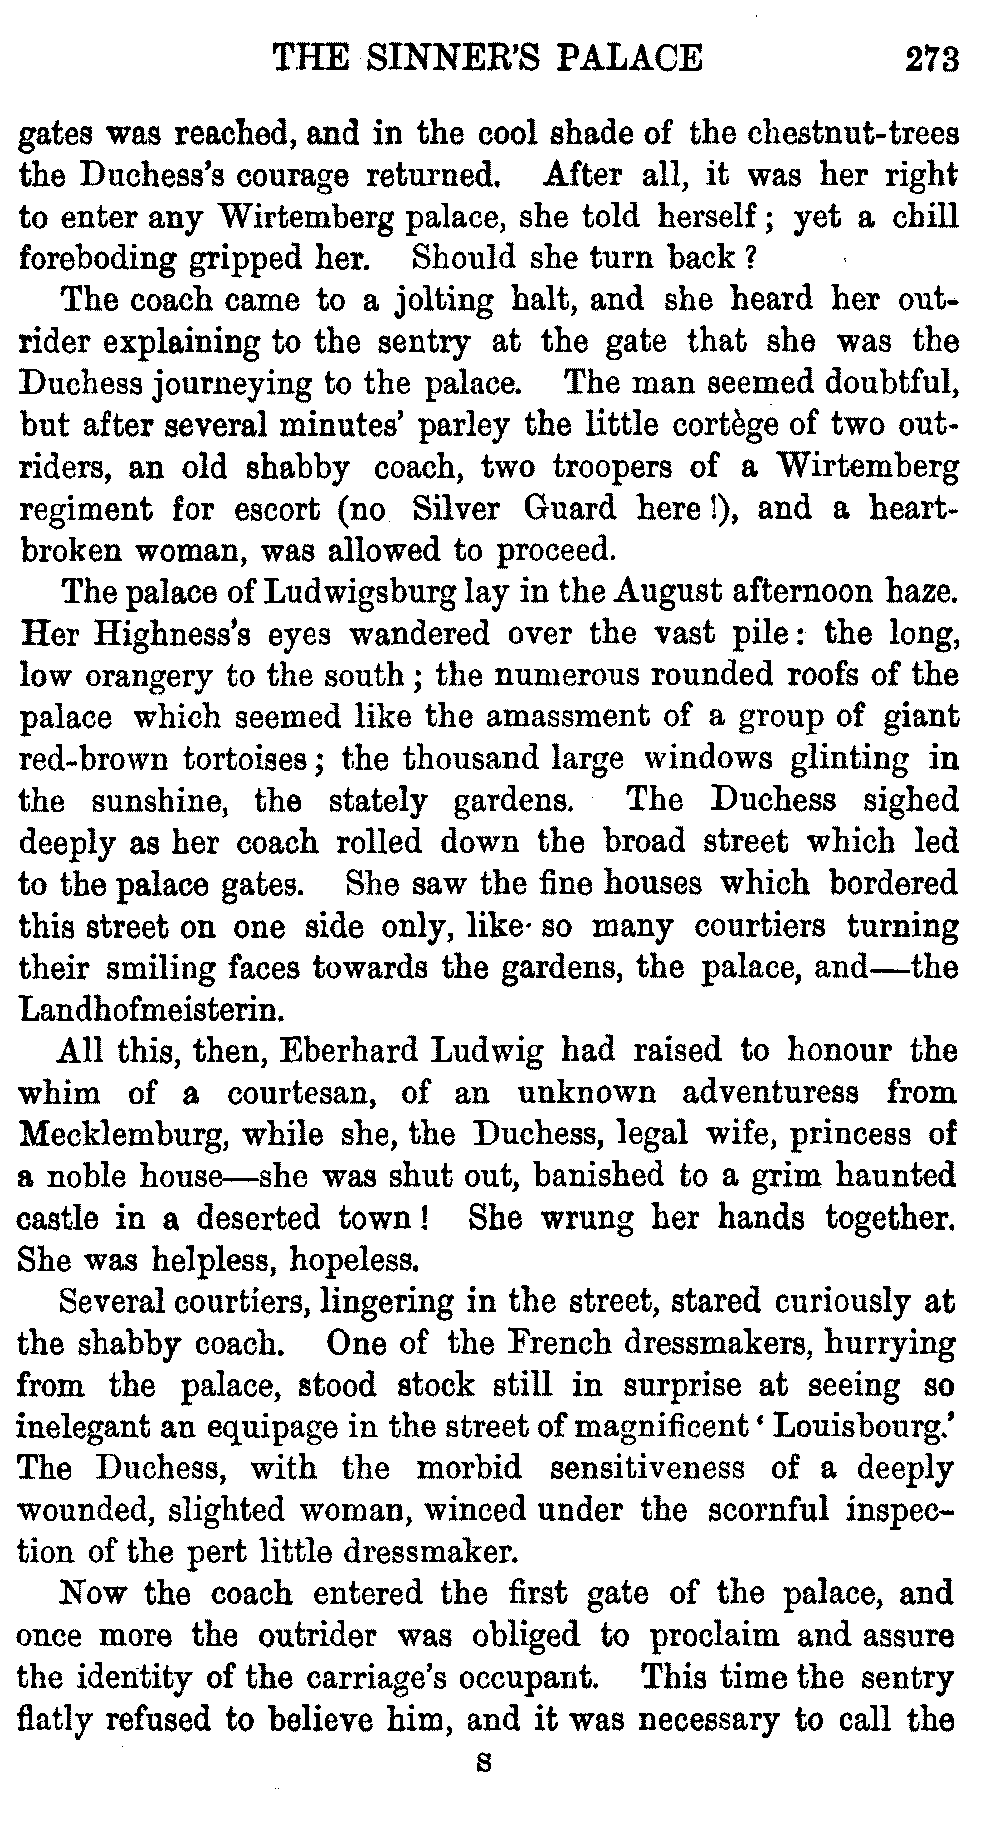 THE SINNER'S PALACE 273
gates was reached, and in the cool shade of the chestnut-trees
the Duchess's courage returned. After all, it was her right
to enter any Wirtemberg palace, she told herself; yet a chill
foreboding gripped her. Should she turn back?
The coach came to a jolting halt, and she heard her out-
rider explaining to the sentry at the gate that she was the
Duchess journeying to the palace. The man seemed doubtful,
but after several minutes' parley the little cortège of two out-
riders, an old shabby coach, two troopers of a Wirtemberg
regiment for escort (no Silver Guard here!), and a heart-
broken woman, was allowed to proceed.
The palace of Ludwigsburg lay in the August afternoon haze.
Her Highness's eyes wandered over the vast pile: the long,
low orangery to the south; the numerous rounded roofs of the
palace which seemed like the amassment of a group of giant
red-brown tortoises; the thousand large windows glinting in
the sunshine, the stately gardens. The Duchess sighed
deeply as her coach rolled down the broad street which led
to the palace gates. She saw the fine houses which bordered
this street on one side only, like so many courtiers turning
their smiling faces towards the gardens, the palace, and—the
Landhofmeisterin.
All this, then, Eberhard Ludwig had raised to honour the
whim of a courtesan, of an unknown adventuress from
Mecklemburg, while she, the Duchess, legal wife, princess of
a noble house—she was shut out, banished to a grim haunted
castle in a deserted town! She wrung her hands together.
She was helpless, hopeless.
Several courtiers, lingering in the street, stared curiously at
the shabby coach. One of the French dressmakers, hurrying
from the palace, stood stock still in surprise at seeing so
inelegant an equipage in the street of magnificent 'Louisbourg.'
The Duchess, with the morbid sensitiveness of a deeply
wounded, slighted woman, winced under the scornful inspec-
tion of the pert little dressmaker.
Now the coach entered the first gate of the palace, and
once more the outrider was obliged to proclaim and assure
the identity of the carriage's occupant. This time the sentry
flatly refused to believe him, and it was necessary to call the
S